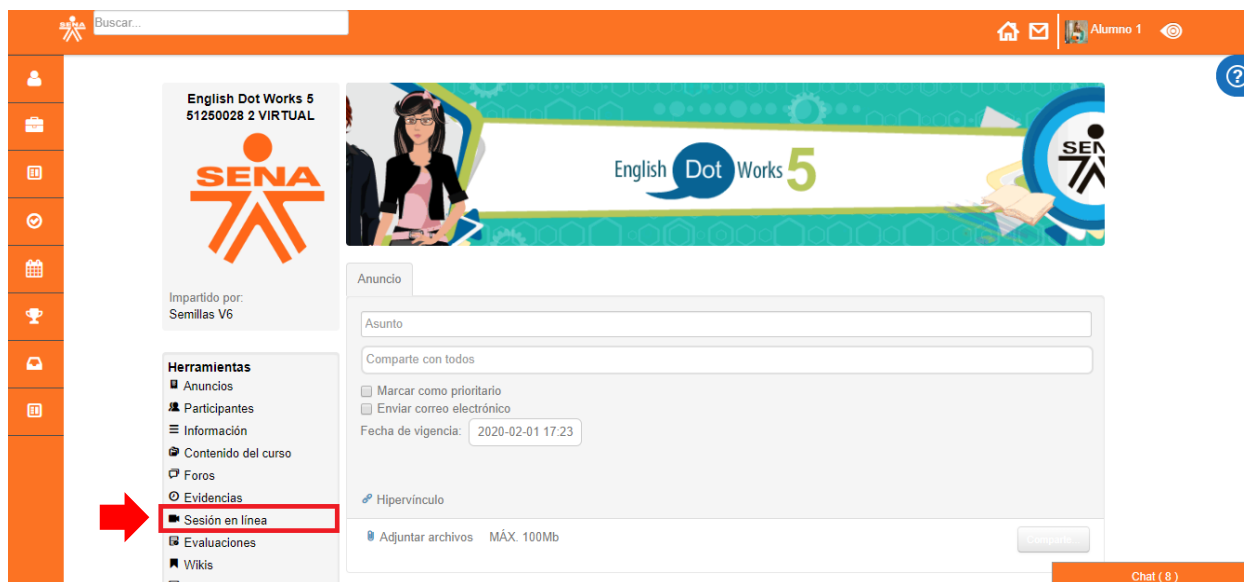 SENA
Buscar...
Alumno 1
?
English Dot Works 5
51250028 2 VIRTUAL
SENA
English Dot Works 5
SEN
Anuncio
Impartido por:
Semillas V6
Asunto
Comparte con todos
Herramientas
Anuncios
Participantes
Información
Contenido del curso
Foros
Evidencias
Sesión en línea
Evaluaciones
Wikis
Marcar como prioritario
Enviar correo electrónico
Fecha de vigencia: 2020-02-01 17:23
Hipervínculo
Adjuntar archivos MÁX. 100Mb
Chat ( 8 )